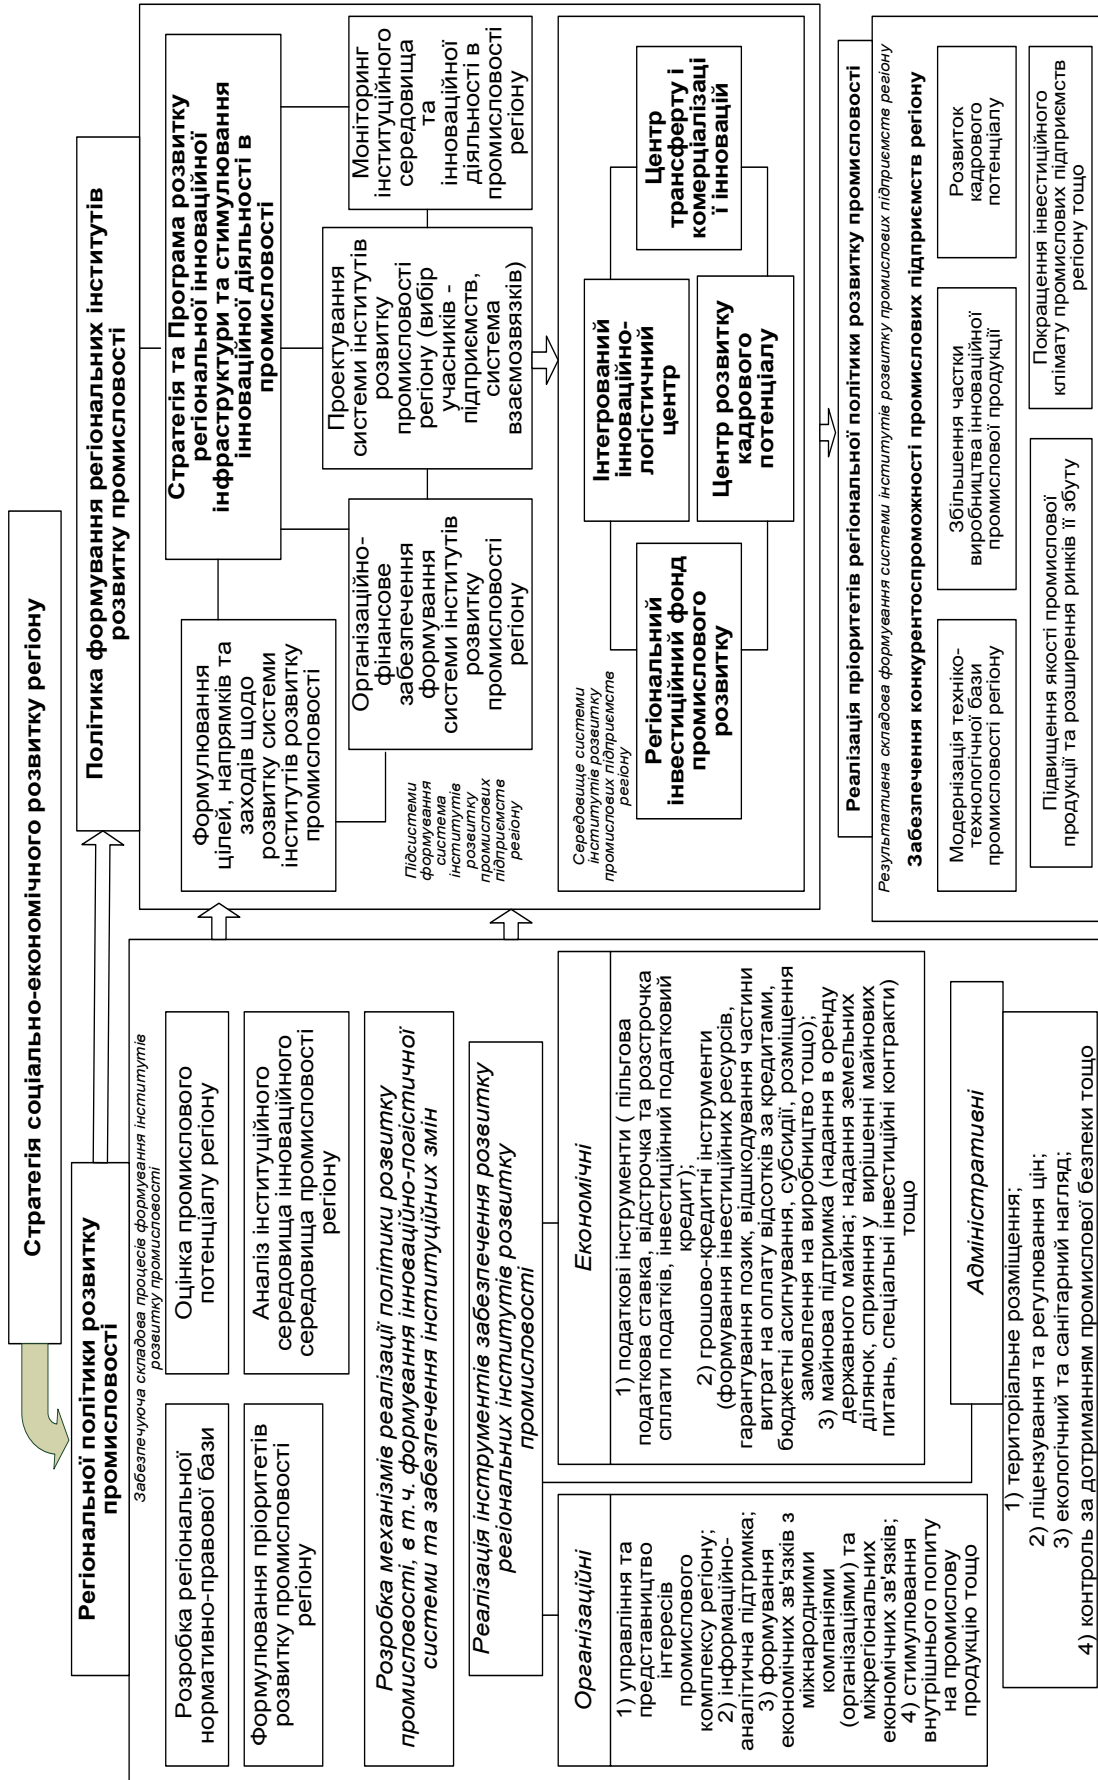 Стратегія соціально-економічного розвитку регіону
Регіональної політики розвитку
промисловості
Забезпечуюча складова процесів формування інститутів
розвитку промисловості
Розробка регіональної
нормативно-правової бази
Оцінка промислового
потенціалу регіону
Формулювання пріоритетів
розвитку промисловості
регіону
Аналіз інституційного
середовища інноваційного
середовища промисловості
регіону
Розробка механізмів реалізації політики розвитку
промисловості, в т.ч. формування інноваційно-логістичної
системи та забезпечення інституційних змін
Реалізація інструментів забезпечення розвитку
регіональних інститутів розвитку
промисловості
Організаційні
1) управління та
представництво
інтересів
промислового
комплексу регіону;
2) інформаційно-
аналітична підтримка;
3) формування
економічних зв'язків з
міжнародними
компаніями
(організаціями) та
міжрегіональних
економічних зв'язків;
4) стимулювання
внутрішнього попиту
на промислову
продукцію тощо
Економічні
1) податкові інструменти ( пільгова
податкова ставка, відстрочка та розстрочка
сплати податків, інвестиційний податковий
кредит);
2) грошово-кредитні інструменти
(формування інвестиційних ресурсів,
гарантування позик, відшкодування частини
витрат на оплату відсотків за кредитами,
бюджетні асигнування, субсидії, розміщення
замовлення на виробництво тощо);
3) майнова підтримка (надання в оренду
державного майна, надання земельних
ділянок, сприяння у вирішенні майнових
питань, спеціальні інвестиційні контракти)
тощо
Адміністративні
1) територіальне розміщення;
2) ліцензування та регулювання цін;
3) екологічний та санітарний нагляд;
4) контроль за дотриманням промислової безпеки тощо
Політика формування регіональних інститутів
розвитку промисловості
Формулювання
цілей, напрямків та
заходів щодо
розвитку системи
інститутів розвитку
промисловості
Стратегія та Програма розвитку
регіональної інноваційної
інфраструктури та стимулювання
інноваційної діяльності в
промисловості
Організаційно-
фінансове
забезпечення
формування
системи інститутів
розвитку
промисловості
регіону
Проектування
системи інститутів
розвитку
промисловості
регіону (вибір
учасників -
підприємств,
система
взаємозвязків)
Моніторинг
інституційного
середовища
та
інноваційної
діяльності в
промисловості
регіону
Підсистеми
формування
система
інститутів
розвитку
промислових
підприємств
регіону
Середовище системи
інститутів розвитку
промислових підприємств
регіону
Регіональний
інвестиційний фонд
промислового
розвитку
Інтегрований
інноваційно-
логістичний
центр
Центр розвитку
кадрового
потенціалу
Центр
трансферту і
комерціалізаці
ї інновацій
Реалізація пріоритетів регіональної політики розвитку промисловості
Результативна складова формування системи інститутів розвитку промислових підприємств регіону
Забезпечення конкурентоспроможності промислових підприємств регіону
Модернізація техніко-
технологічної бази
промисловості регіону
Збільшення частки
виробництва інноваційної
промислової продукції
Розвиток
кадрового
потенціалу
Підвищення якості промислової
продукції та розширення ринків її збуту
Покращення інвестиційного
клімату промислових підприємств
регіону тощо